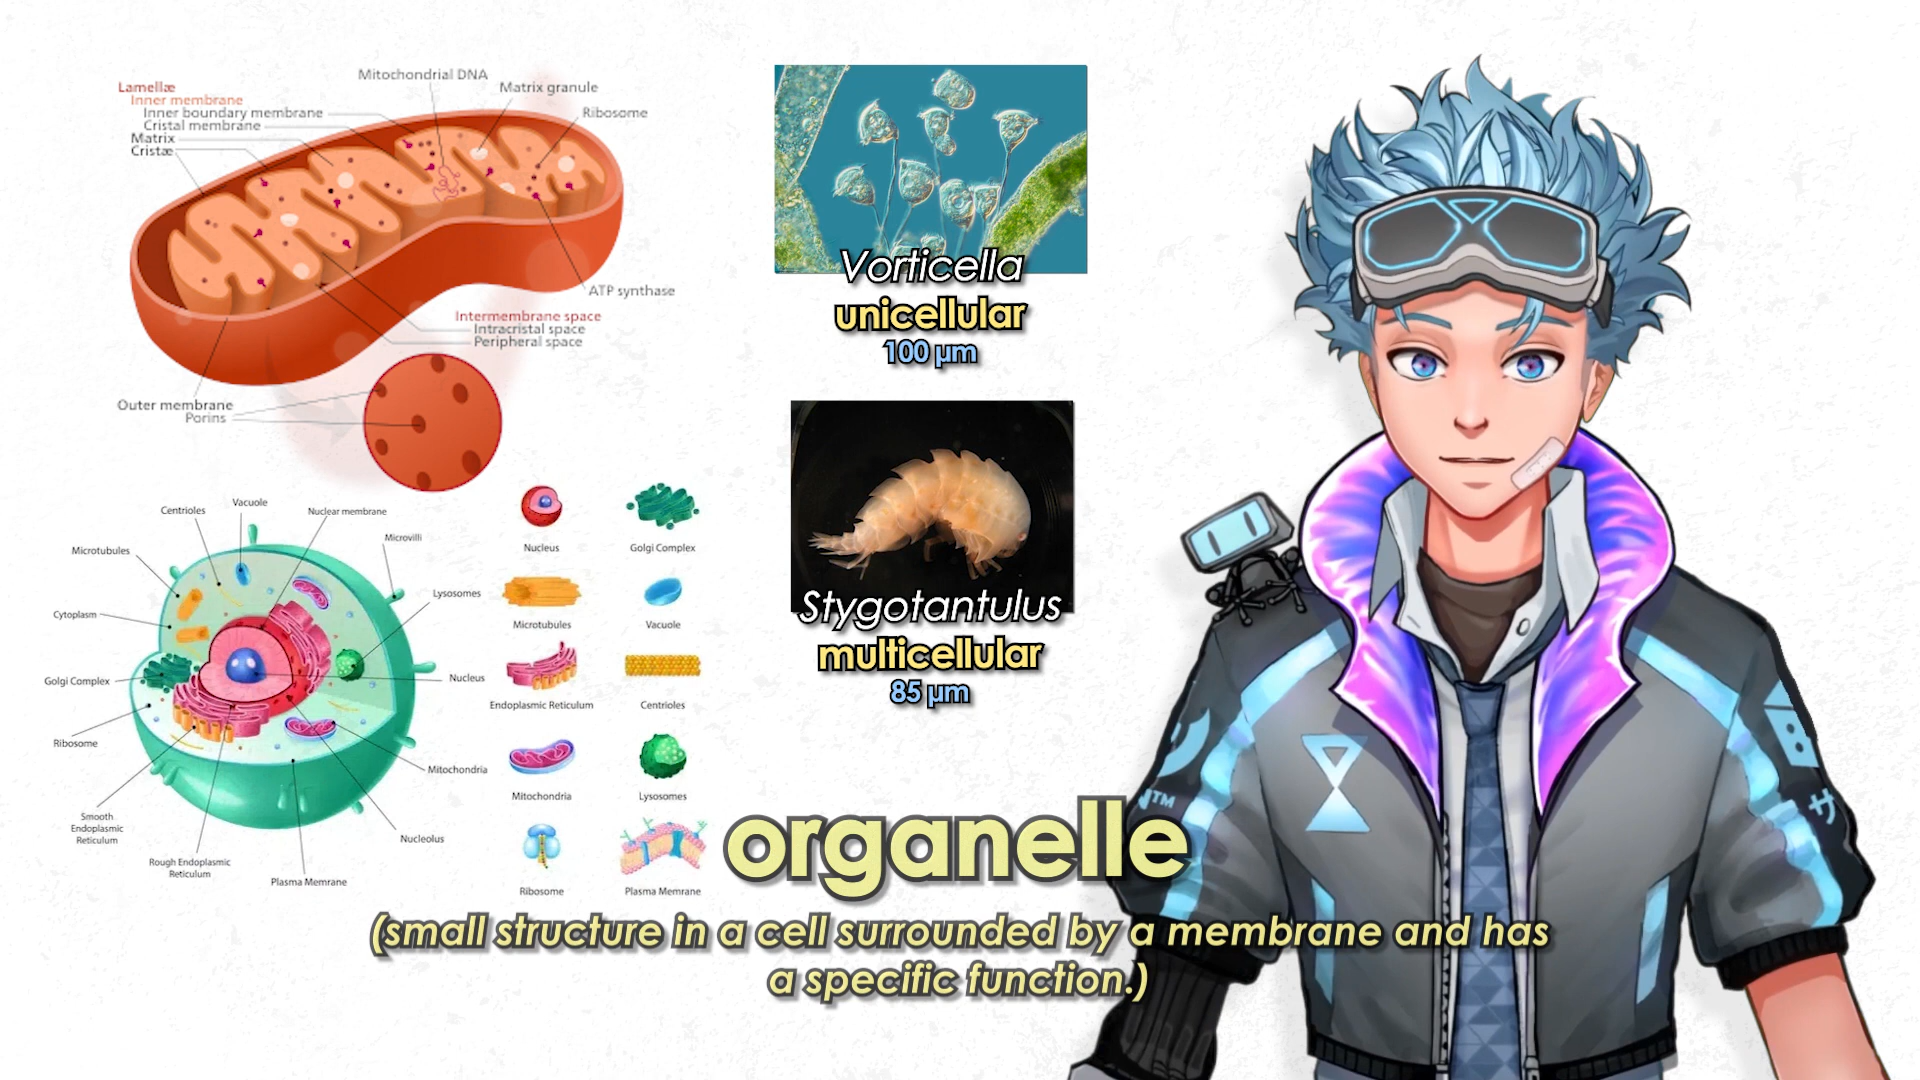 Mitochondrial DNA
Lamellæ
Matrix granule
Inner membrane
Inner boundary membrane
Ribosome
Cristal membrane
Matrix
Cristæ
ATP synthase
Intermembrane space
Intracristal space
Peripheral space
Outer membrane
Porins
Vorticella
unicellular
100 µm
Stygotantulus
multicellular
85 µm
Vacuole
Centrioles
Nuclear membrane
Microvilli
Microtubules
Lysosomes
Cytoplasm
Golgi Complex
Nucleus
Ribosome
Mitochondria
Smooth
Endoplasmic
Reticulum
Nucleolus
Rough Endoplasmic
Reticulum
Plasma Memrane
Nucleus
Golgi Complex
Microtubules
Vacuole
Endoplasmic Reticulum
Centrioles
Mitochondria
Lysosomes
Ribosome
Plasma Memrane
organelle
(small structure in a cell surrounded by a membrane and has
a specific function.)
TM
サ